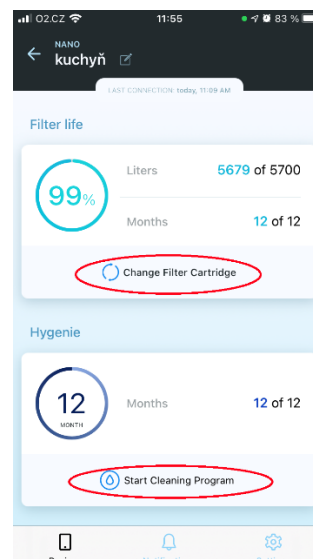 O2.CZ 11:55 83 %
NANO
kuchyň
LAST CONNECTION: today, 11:09 AM
Filter life
99%
Liters 5679 of 5700
Months 12 of 12
Change Filter Cartridge
Hygenie
12
MONTH
Months 12 of 12
Start Cleaning Program